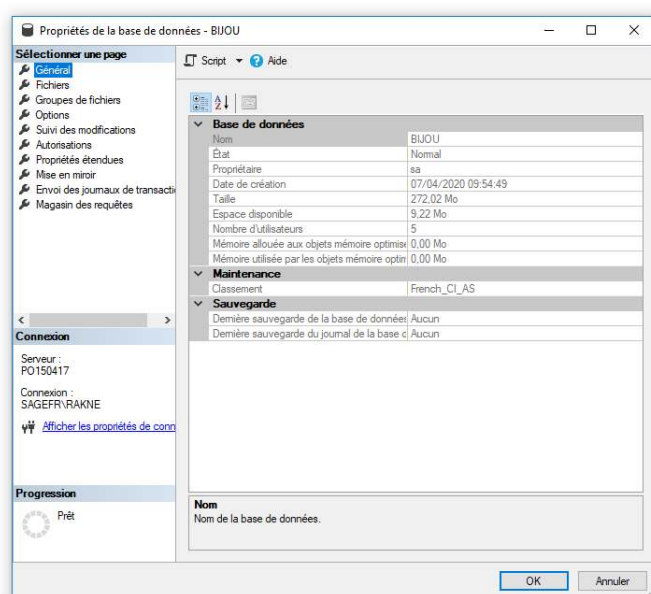 Propriétés de la base de données - BIJOU
Sélectionner une page
Général
Fichiers
Groupes de fichiers
Options
Suivi des modifications
Autorisations
Propriétés étendues
Mise en miroir
Envoi des journaux de transacti
Magasin des requêtes
Connexion
Serveur :
PO150417
Connexion :
SAGEFR\RAKNE
Afficher les propriétés de conn
Progression
Prêt
Script Aide
Base de données
Nom BIJOU
État Normal
Propriétaire sa
Date de création 07/04/2020 09:54:49
Taille 272,02 Mo
Espace disponible 9,22 Mo
Nombre d'utilisateurs 5
Mémoire allouée aux objets mémoire optimise 0,00 Mo
Mémoire utilisée par les objets mémoire optim 0,00 Mo
Maintenance
Classement French_CI_AS
Sauvegarde
Dernière sauvegarde de la base de données Aucun
Dernière sauvegarde du journal de la base d Aucun
Nom
Nom de la base de données.
OK Annuler